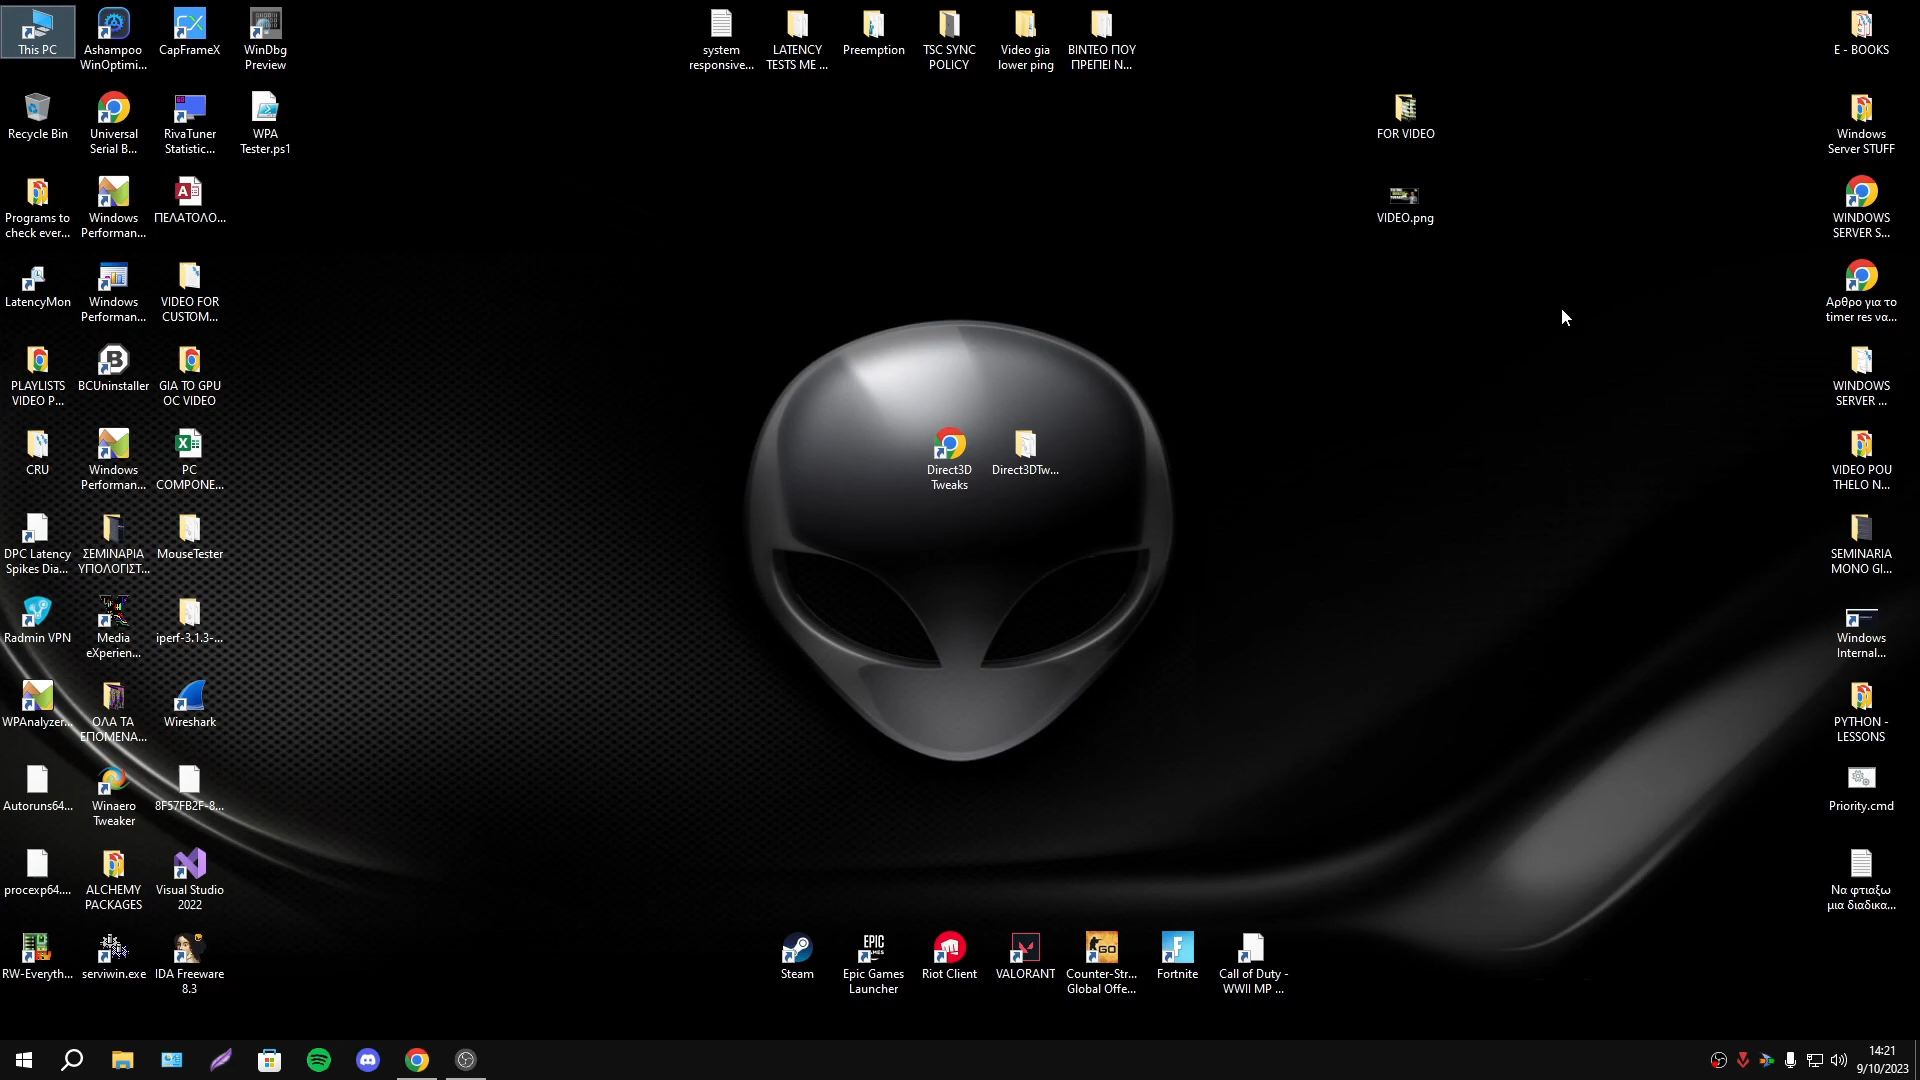 This PC
Ashampoo
WinOptimi...
CapFrameX
WinDbg
Preview
system
responsive...
LATENCY
TESTS ME ...
Preemption
TSC SYNC
POLICY
Video gia
lower ping
ΒΙΝΤΕΟ ΠΟΥ
ΠΡΕΠΕΙ Ν...
E - BOOKS
Recycle Bin
Universal
Serial B...
RivaTuner
Statistic...
WPA
Tester.ps1
FOR VIDEO
Windows
Server STUFF
Programs to
check ever...
Windows
Performan...
ΠΕΛΑΤΟΛΟ...
VIDEO.png
WINDOWS
SERVER S...
LatencyMon
Windows
Performan...
VIDEO FOR
CUSTOM...
Αρθρο για το
timer res να...
PLAYLISTS
VIDEO P...
BCUninstaller
GIA TO GPU
OC VIDEO
WINDOWS
SERVER ...
CRU
Windows
Performan...
PC
COMPONE...
Direct3D
Tweaks
Direct3DTw...
VIDEO POU
THELO N...
DPC Latency
Spikes Dia...
ΣΕΜΙΝΑΡΙΑ
ΥΠΟΛΟΓΙΣΤ...
MouseTester
SEMINARIA
MONO GI...
Radmin VPN
Media
eXperien...
iperf-3.1.3-...
Windows
Internal...
WPAnalyzer...
ΟΛΑ ΤΑ
ΕΠΟΜΕΝΑ...
Wireshark
PYTHON -
LESSONS
Autoruns64...
Winaero
Tweaker
8F57FB2F-8...
Priority.cmd
procexp64....
ALCHEMY
PACKAGES
Visual Studio
2022
Να φτιαξω
μια διαδικα...
RW-Everyth...
serviwin.exe
IDA Freeware
8.3
Steam
EPIC
GAMES
Epic Games
Launcher
Riot Client
VALORANT
GO
Counter-Str...
Global Offe...
Fortnite
Call of Duty -
WWII MP ...
14:21
9/10/2023